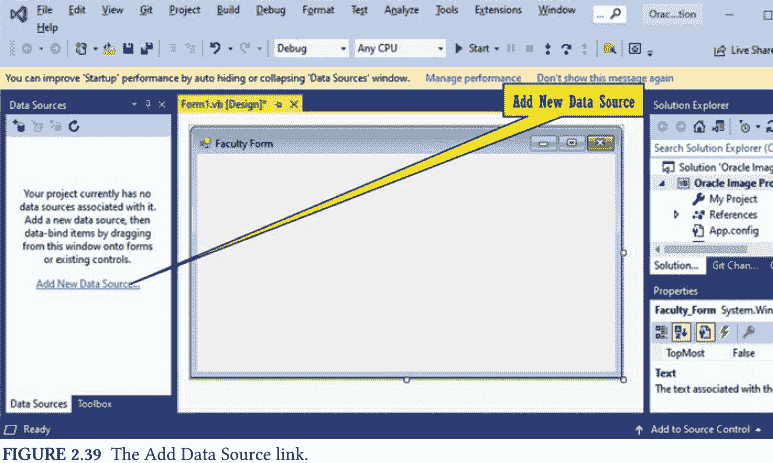 File Edit View Git Project Build Debug Format Test Analyze Tools Extensions Window ... Orac...tion
Help
Debug Any CPU Start Live Share
You can improve 'Startup' performance by auto hiding or collapsing 'Data Sources' window. Manage performance Don't show this message again
Data Sources
Form1.vb [Design]*
Add New Data Source
Solution Explorer
Faculty Form
Search Solution Explorer (C
Solution 'Oracle Imag
Your project currently has no
data sources associated with it.
Add a new data source, then
data-bind items by dragging
from this window onto forms
or existing controls.
Add New Data Source...
VB Oracle Image Pro
My Project
References
App.config
Solution... Git Chan...
Properties
Faculty_Form System.Win
TopMost False
Text
The text associated with th
Data Sources Toolbox
Ready
Add to Source Control
FIGURE 2.39 The Add Data Source link.